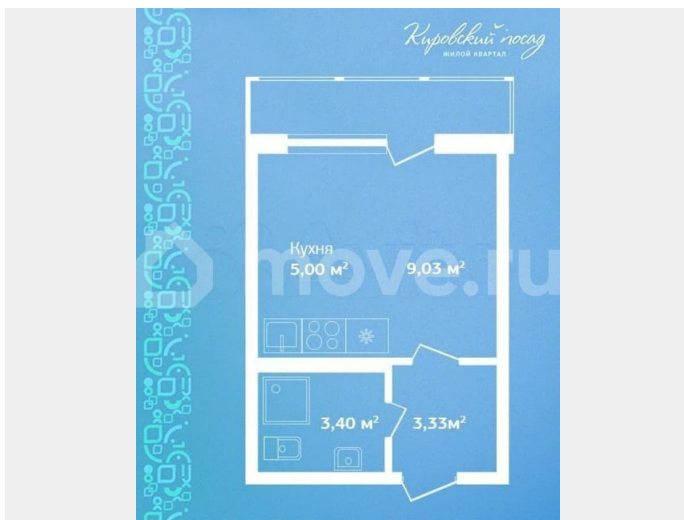 Кировский посад
ЖИЛОЙ КВАРТАЛ
Кухня
5,00 м² 9,03 м²
move.ru
3,40 м² 3,33м²